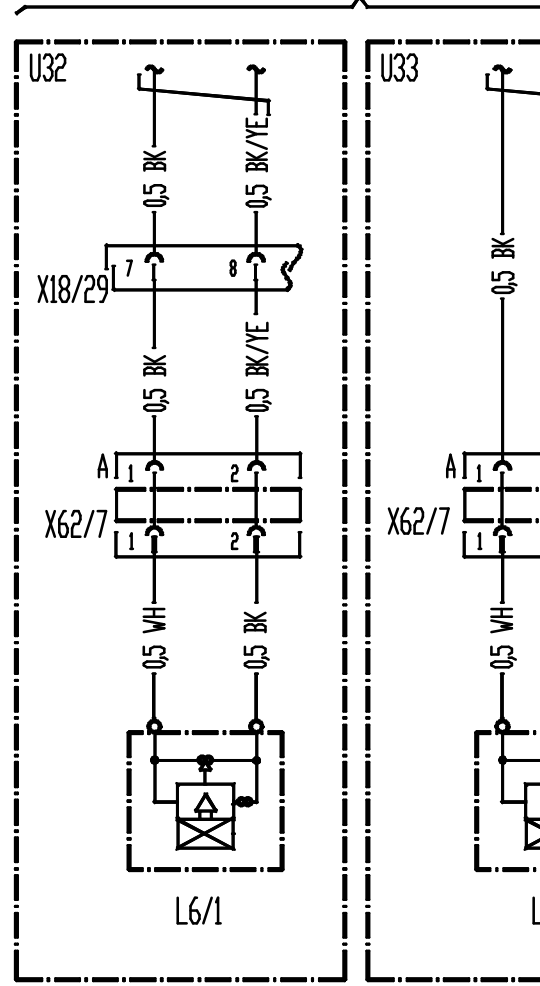 U32
0,5 BK
0,5 BK/YE
X18/29
7
8
0,5 BK
0,5 BK/YE
A
1
2
X62/7
1
2
0,5 WH
0,5 BK
L6/1
U33
0,5 BK
A
1
X62/7
1
0,5 WH
L